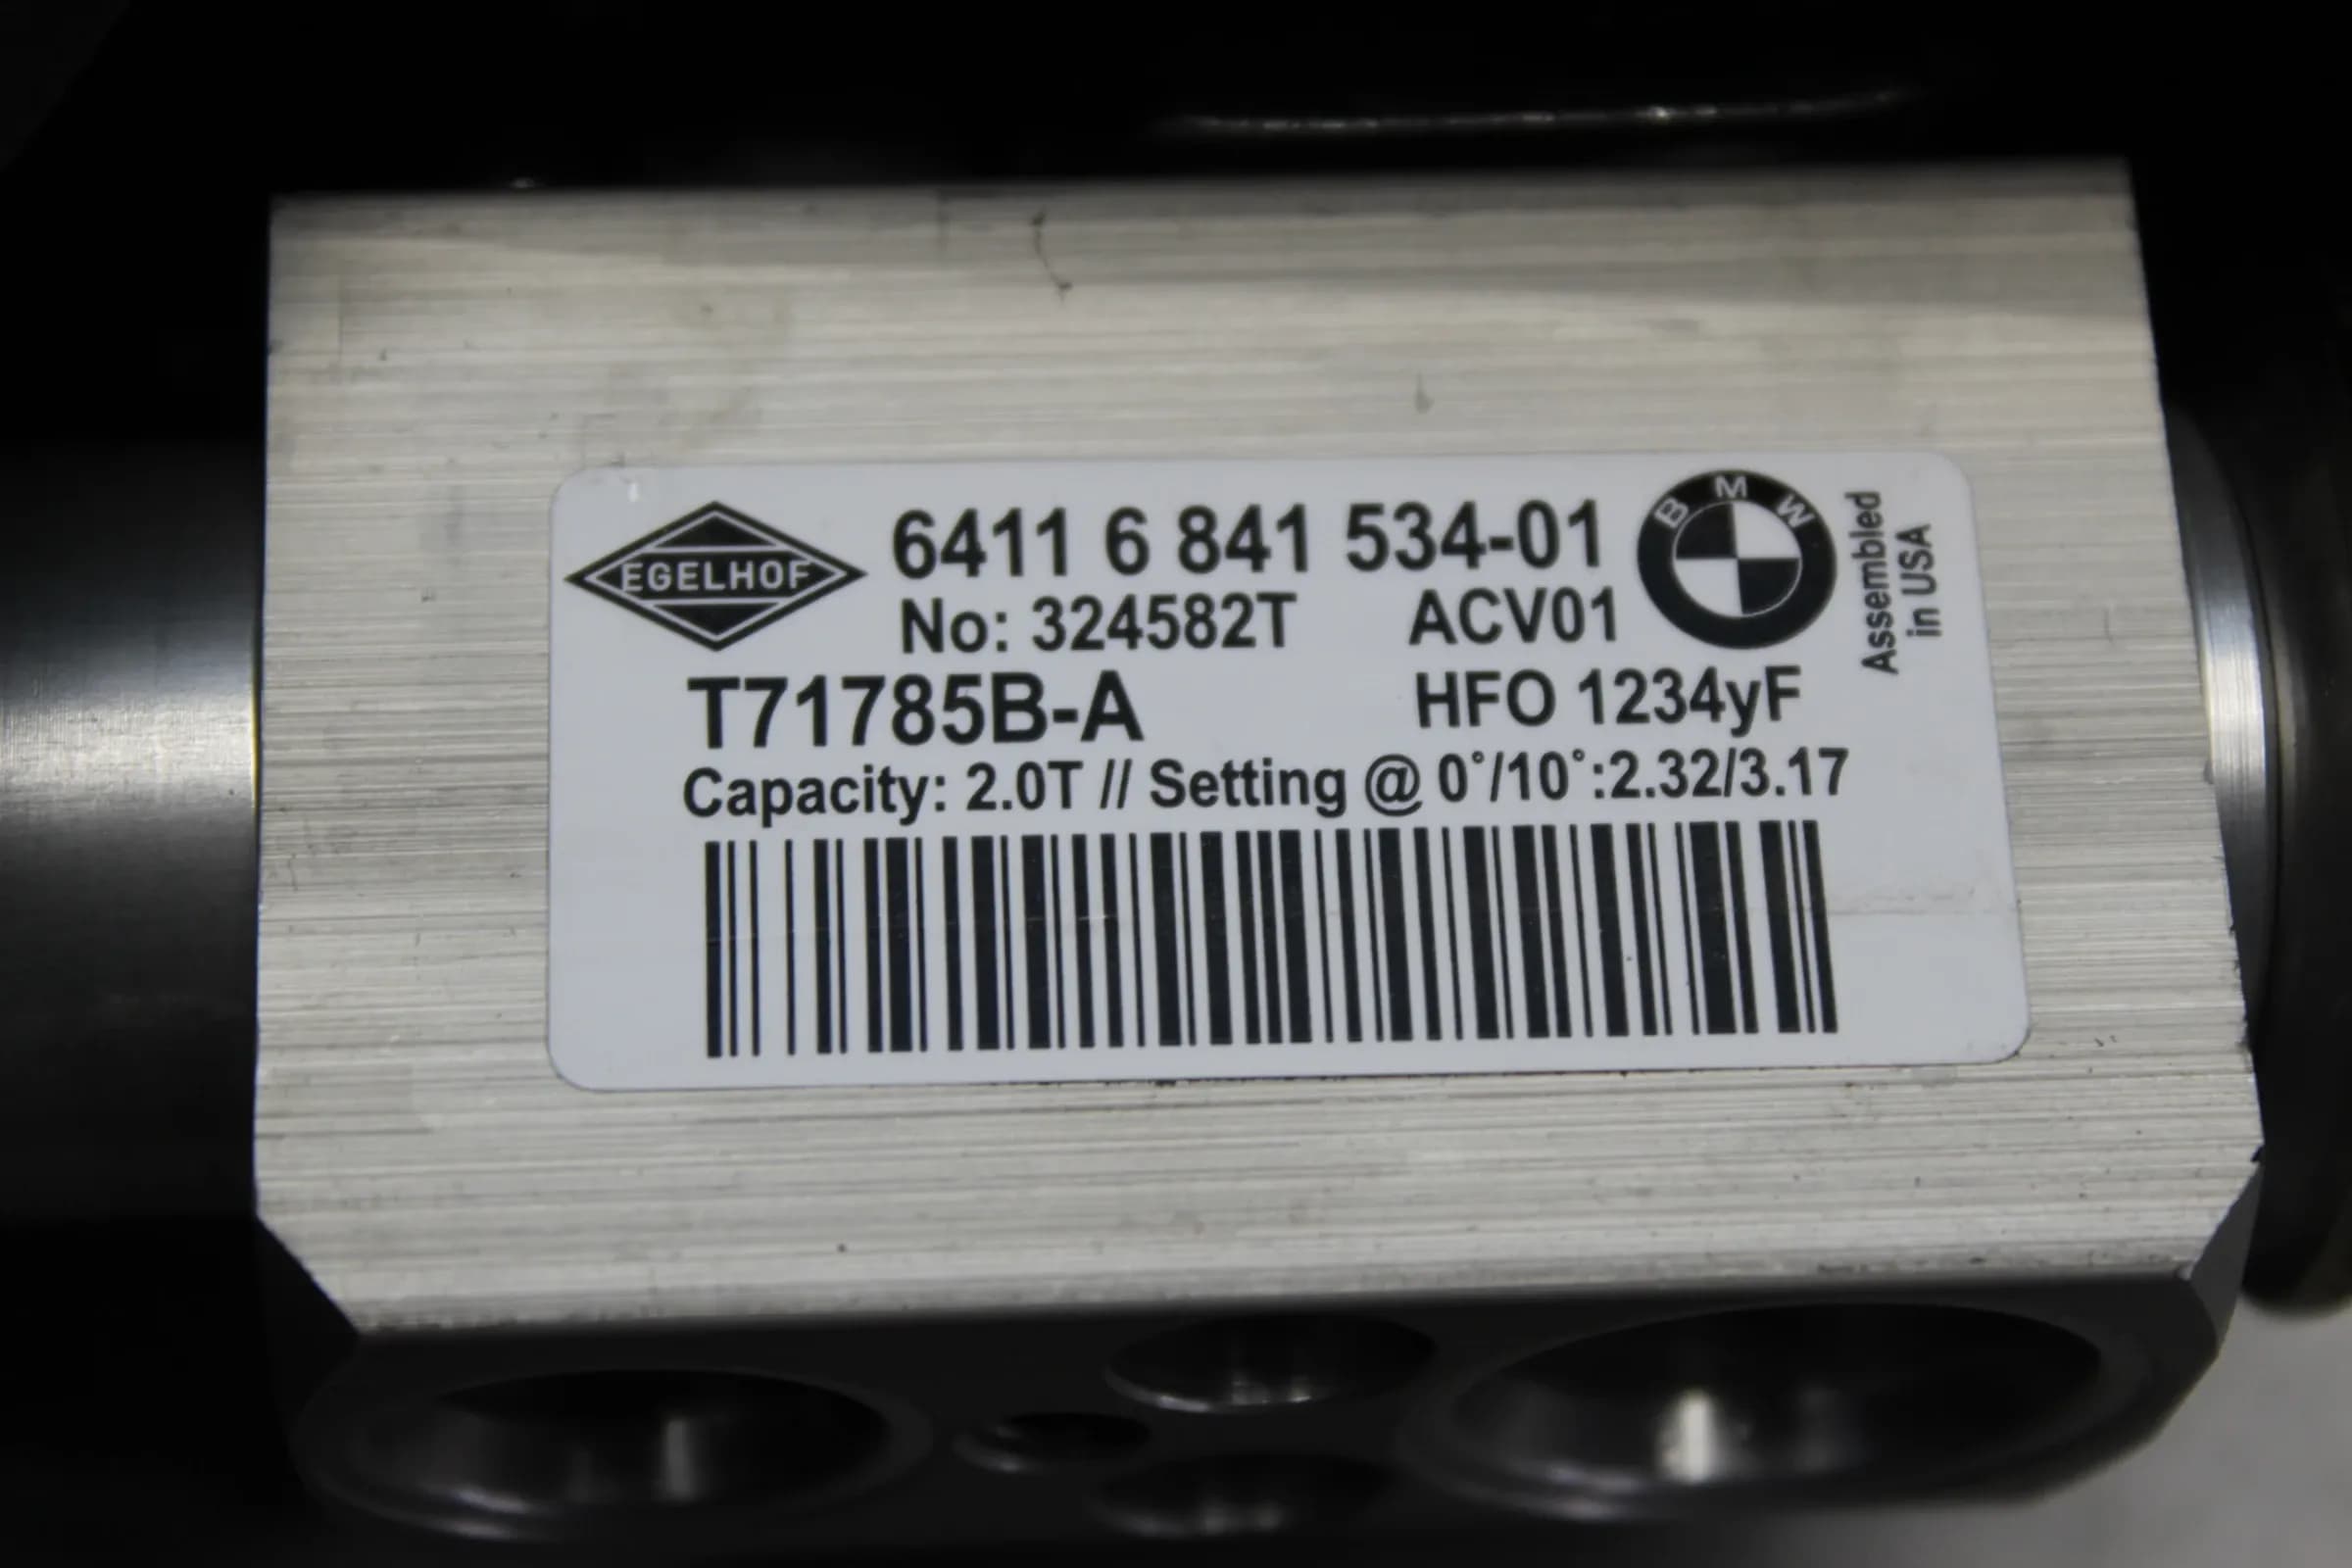 EGELHOF
6411 6 841 534-01
BMW
Assembled
in USA
No: 324582T ACV01
T71785B-A HFO 1234yF
Capacity: 2.0T // Setting @ 0°/10°:2.32/3.17